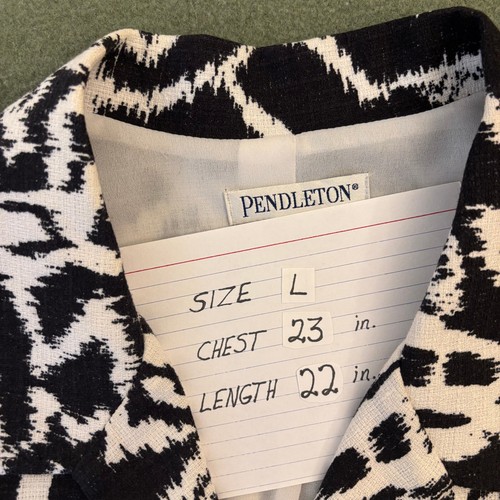 PENDLETON®
SIZE L
CHEST 23 in.
LENGTH 22 in.